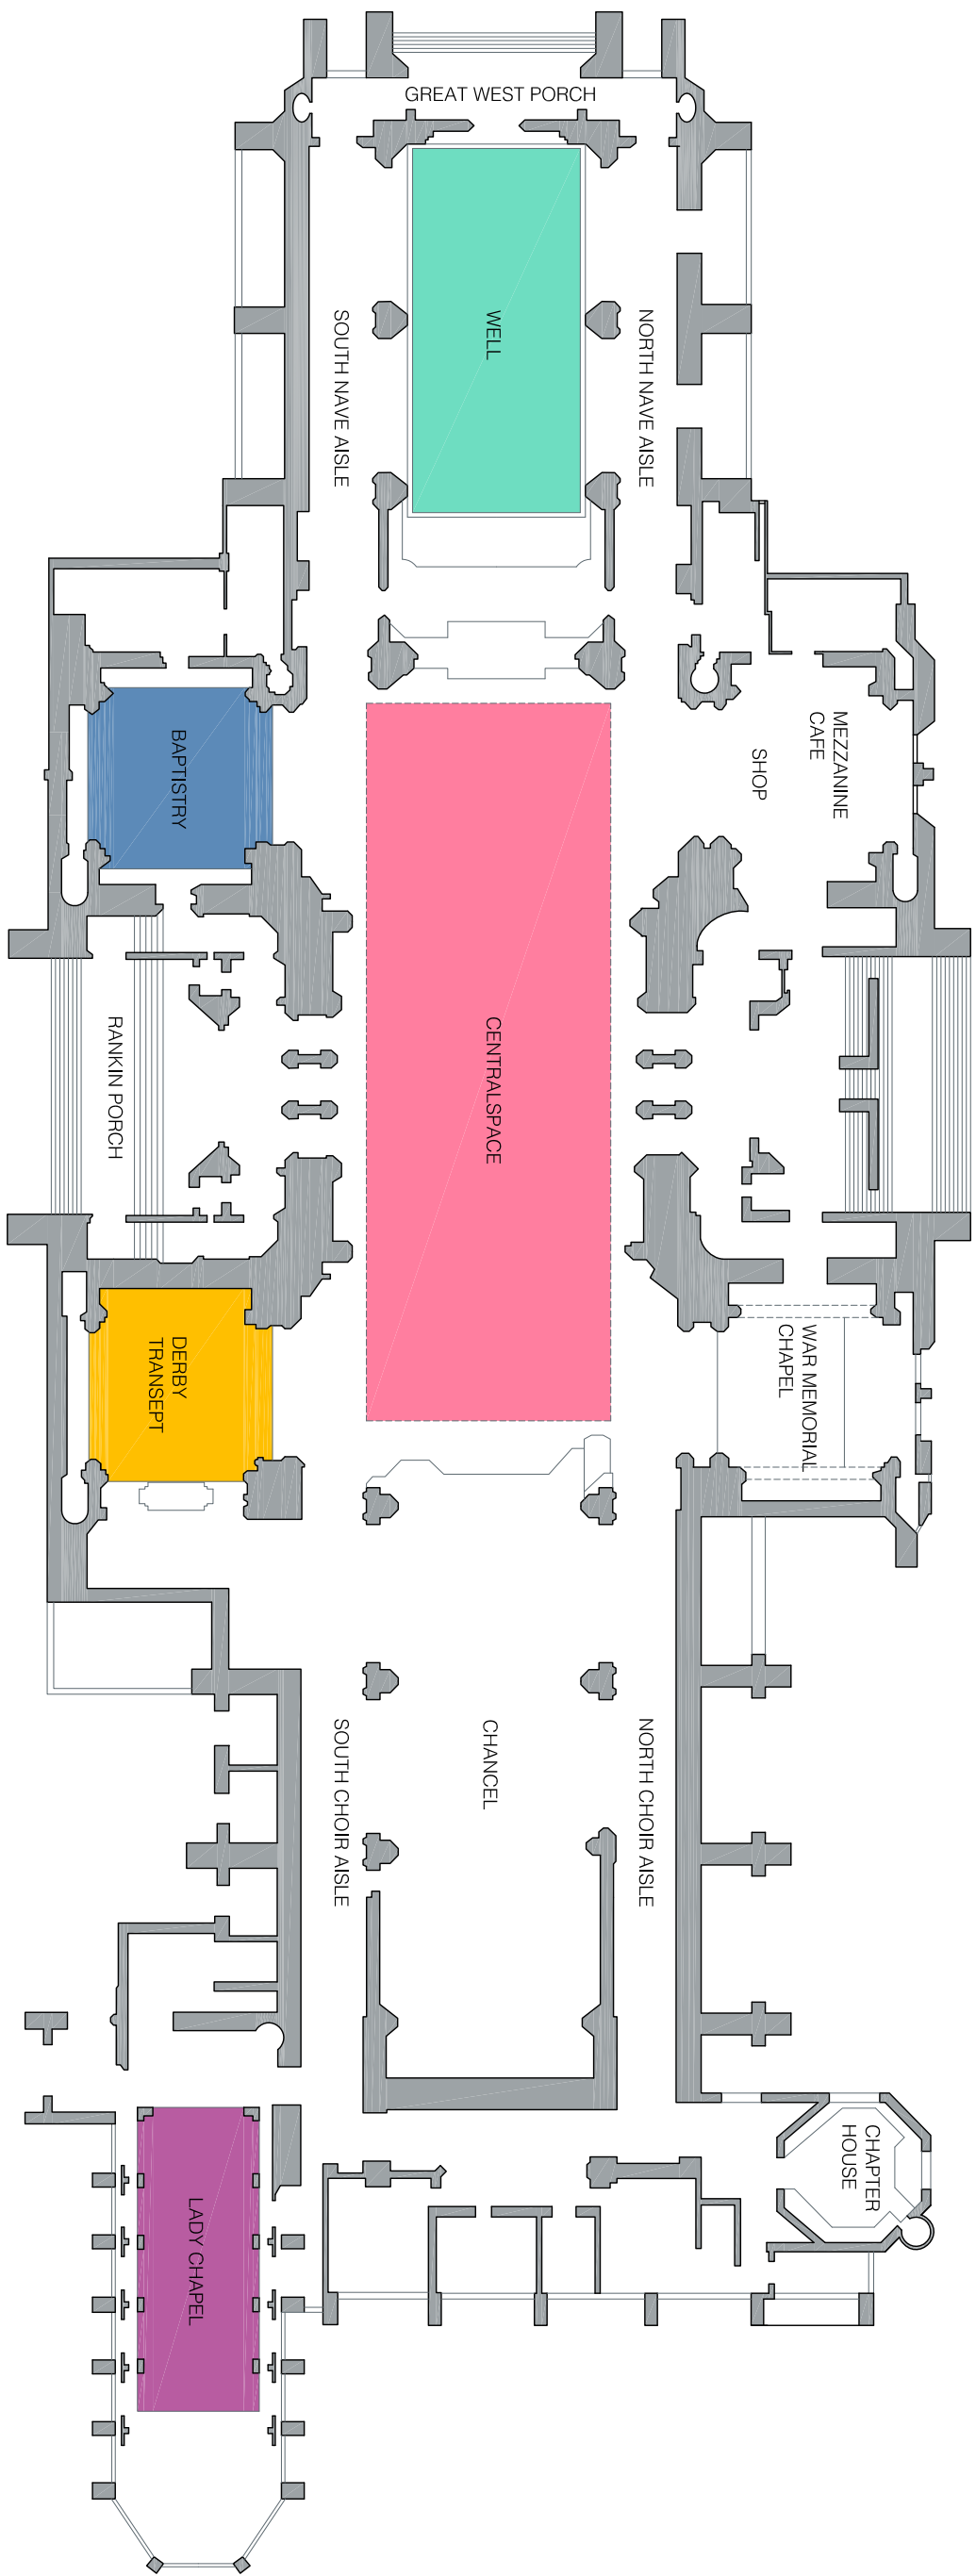 GREAT WEST PORCH
SOUTH NAVE AISLE
WELL
NORTH NAVE AISLE
BAPTISTRY
SHOP
MEZZANINE
CAFE
RANKIN PORCH
CENTRALSPACE
DERBY
TRANSEPT
WAR MEMORIAL
CHAPEL
SOUTH CHOIR AISLE
CHANCEL
NORTH CHOIR AISLE
CHAPTER
HOUSE
LADY CHAPEL